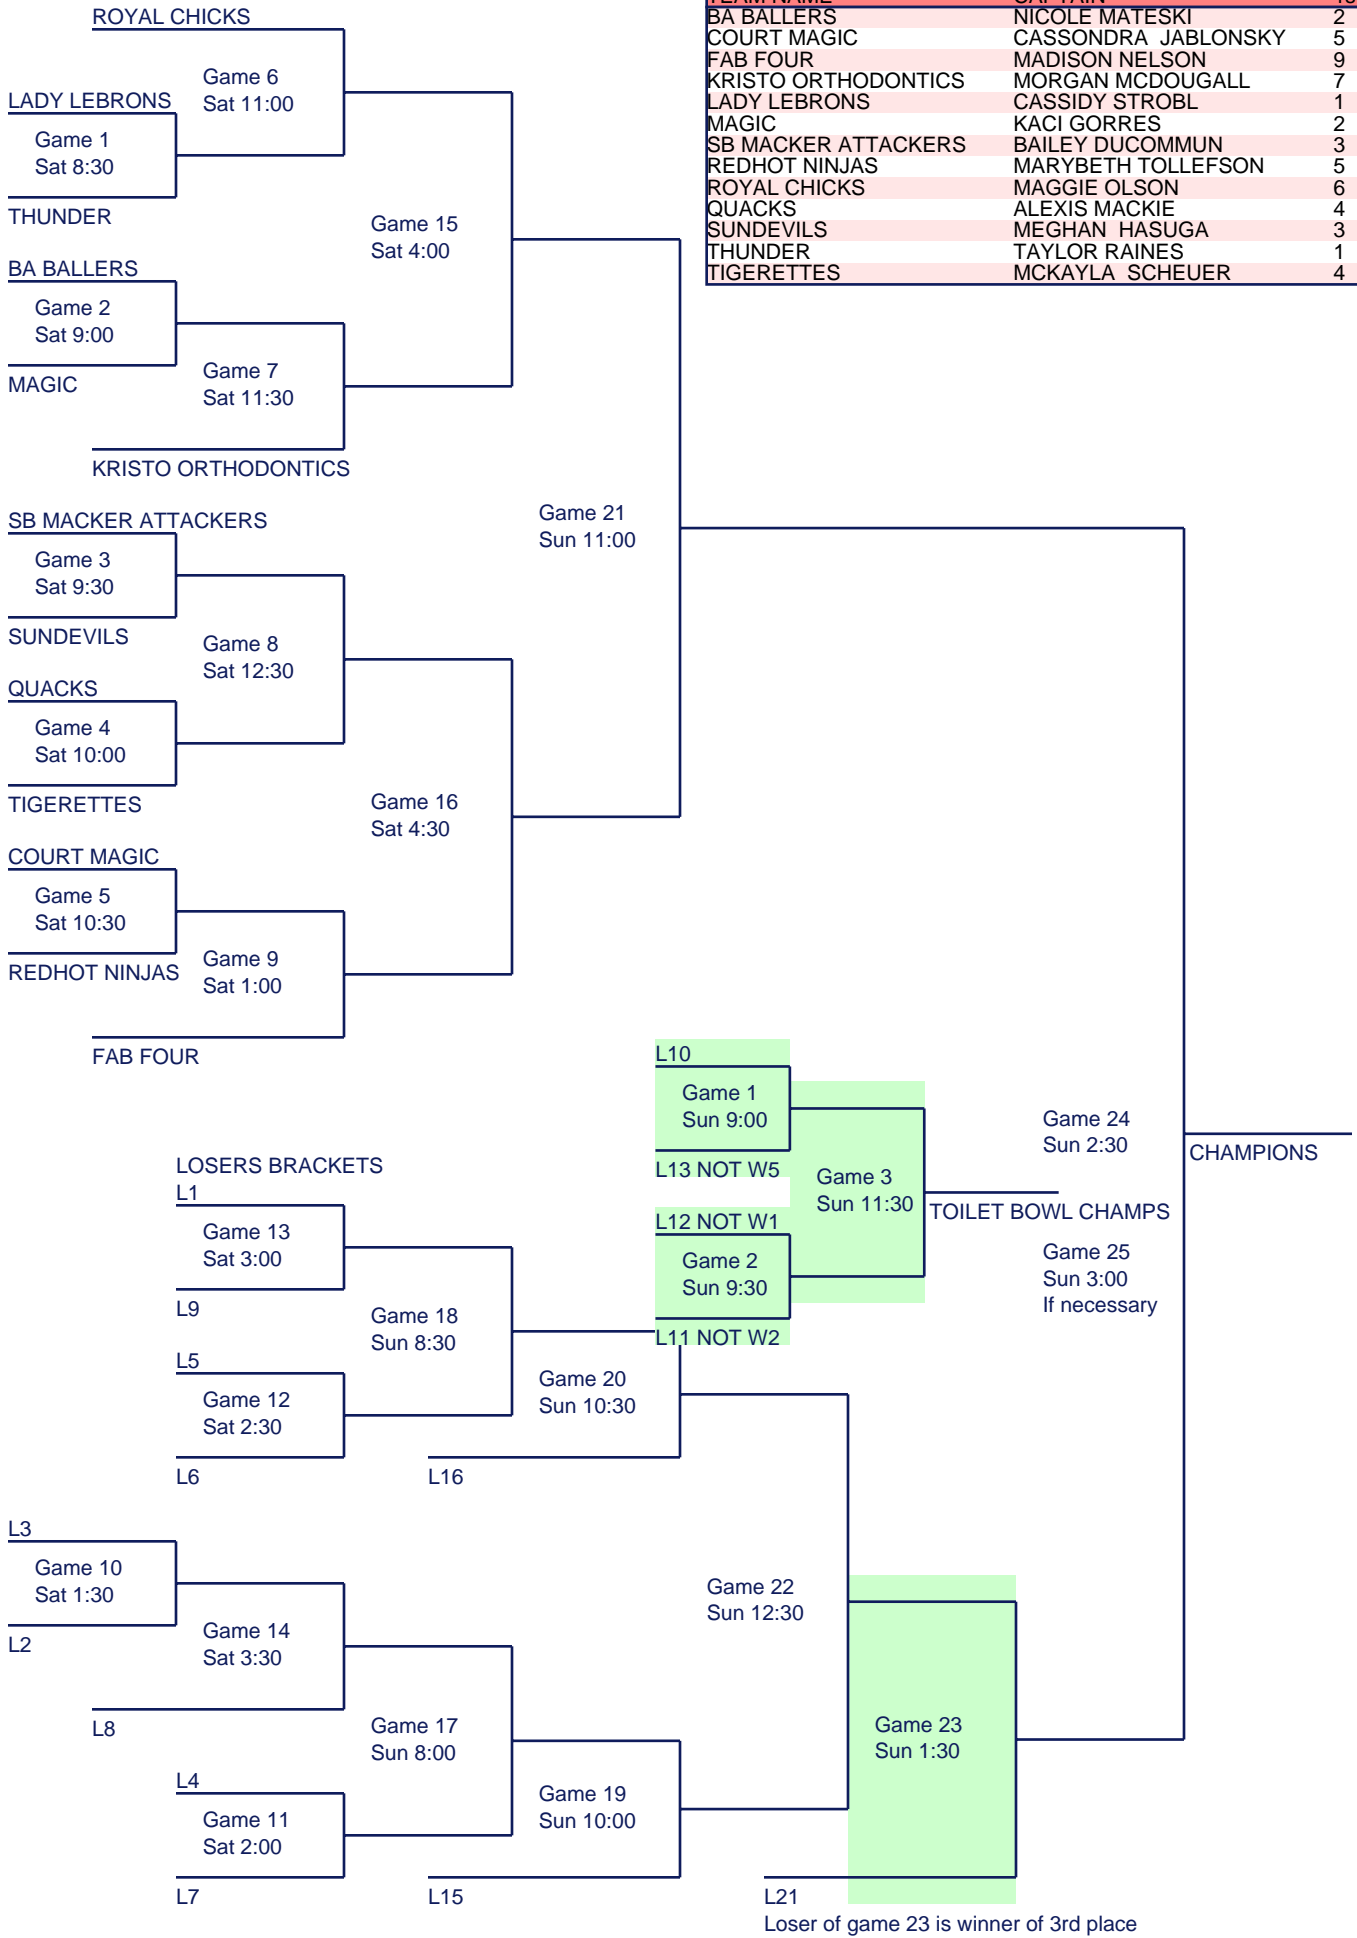 BA BALLERS NICOLE MATESKI 2
COURT MAGIC CASSONDRA JABLONSKY 5
FAB FOUR MADISON NELSON 9
KRISTO ORTHODONTICS MORGAN MCDOUGALL 7
LADY LEBRONS CASSIDY STROBL 1
MAGIC KACI GORRES 2
SB MACKER ATTACKERS BAILEY DUCOMMUN 3
REDHOT NINJAS MARYBETH TOLLEFSON 5
ROYAL CHICKS MAGGIE OLSON 6
QUACKS ALEXIS MACKIE 4
SUNDEVILS MEGHAN HASUGA 3
THUNDER TAYLOR RAINES 1
TIGERETTES MCKAYLA SCHEUER 4
ROYAL CHICKS
Game 6
Sat 11:00
LADY LEBRONS
Game 1
Sat 8:30
THUNDER
Game 15
Sat 4:00
BA BALLERS
Game 2
Sat 9:00
MAGIC
Game 7
Sat 11:30
KRISTO ORTHODONTICS
SB MACKER ATTACKERS
Game 3
Sat 9:30
SUNDEVILS
Game 21
Sun 11:00
Game 8
Sat 12:30
QUACKS
Game 4
Sat 10:00
TIGERETTES
Game 16
Sat 4:30
COURT MAGIC
Game 5
Sat 10:30
REDHOT NINJAS
Game 9
Sat 1:00
FAB FOUR
L10
Game 1
Sun 9:00
L13 NOT W5
Game 3
Sun 11:30
TOILET BOWL CHAMPS
L12 NOT W1
Game 2
Sun 9:30
L11 NOT W2
Game 24
Sun 2:30
CHAMPIONS
Game 25
Sun 3:00
If necessary
LOSERS BRACKETS
L1
Game 13
Sat 3:00
L9
Game 18
Sun 8:30
L5
Game 12
Sat 2:30
L6
Game 20
Sun 10:30
L16
L3
Game 10
Sat 1:30
L2
Game 14
Sat 3:30
L8
Game 22
Sun 12:30
Game 17
Sun 8:00
L4
Game 11
Sat 2:00
L7
Game 19
Sun 10:00
L15
Game 23
Sun 1:30
L21
Loser of game 23 is winner of 3rd place